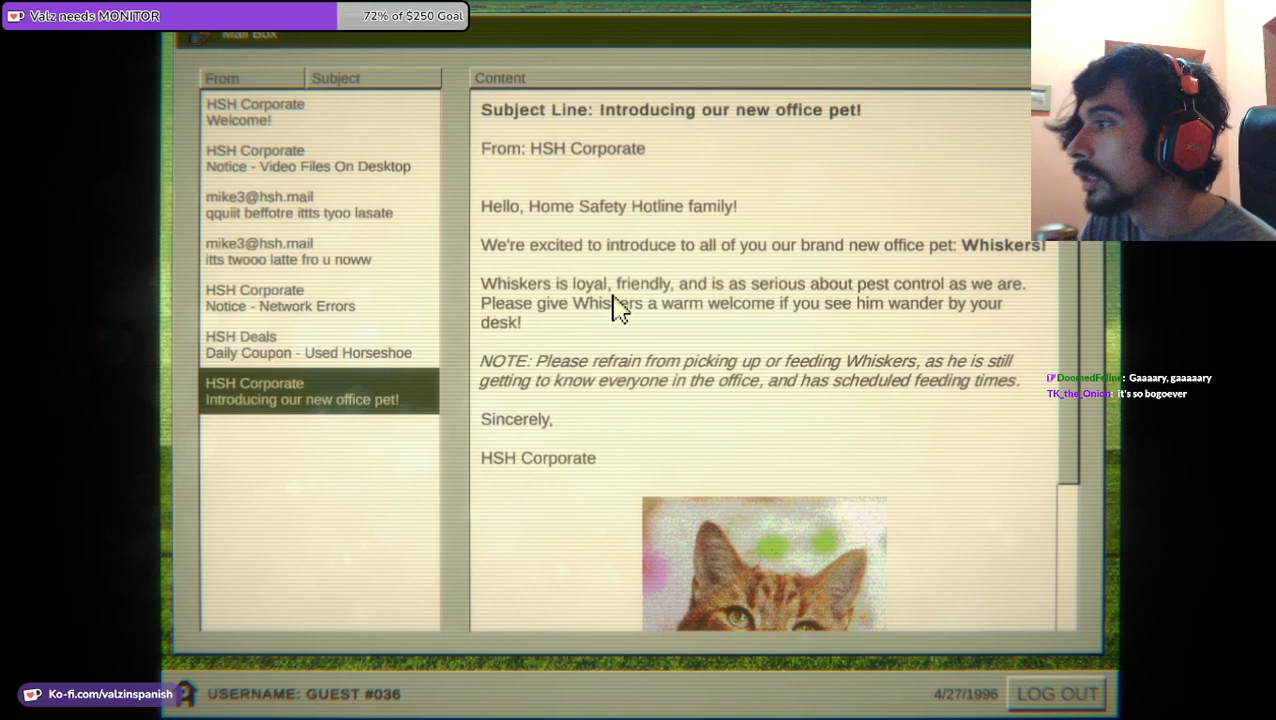 Valz needs MONITOR
72% of $250 Goal
Mail Box
From
Subject
Content
HSH Corporate
Welcome!
HSH Corporate
Notice - Video Files On Desktop
mike3@hsh.mail
qquiit beffotre ittts tyoo lasate
mike3@hsh.mail
itts twooo latte fro u noww
HSH Corporate
Notice - Network Errors
HSH Deals
Daily Coupon - Used Horseshoe
HSH Corporate
Introducing our new office pet!
Subject Line: Introducing our new office pet!
From: HSH Corporate
Hello, Home Safety Hotline family!
We're excited to introduce to all of you our brand new office pet: Whiskers!
Whiskers is loyal, friendly, and is as serious about pest control as we are.
Please give Whiskers a warm welcome if you see him wander by your
desk!
NOTE: Please refrain from picking up or feeding Whiskers, as he is still
getting to know everyone in the office, and has scheduled feeding times.
Sincerely,
HSH Corporate
DoomedFeline: Gaaaary, gaaaaary
TK_the_Onion: it's so bogoever
Ko-fi.com/valzinspanish
USERNAME: GUEST #036
4/27/1996
LOG OUT